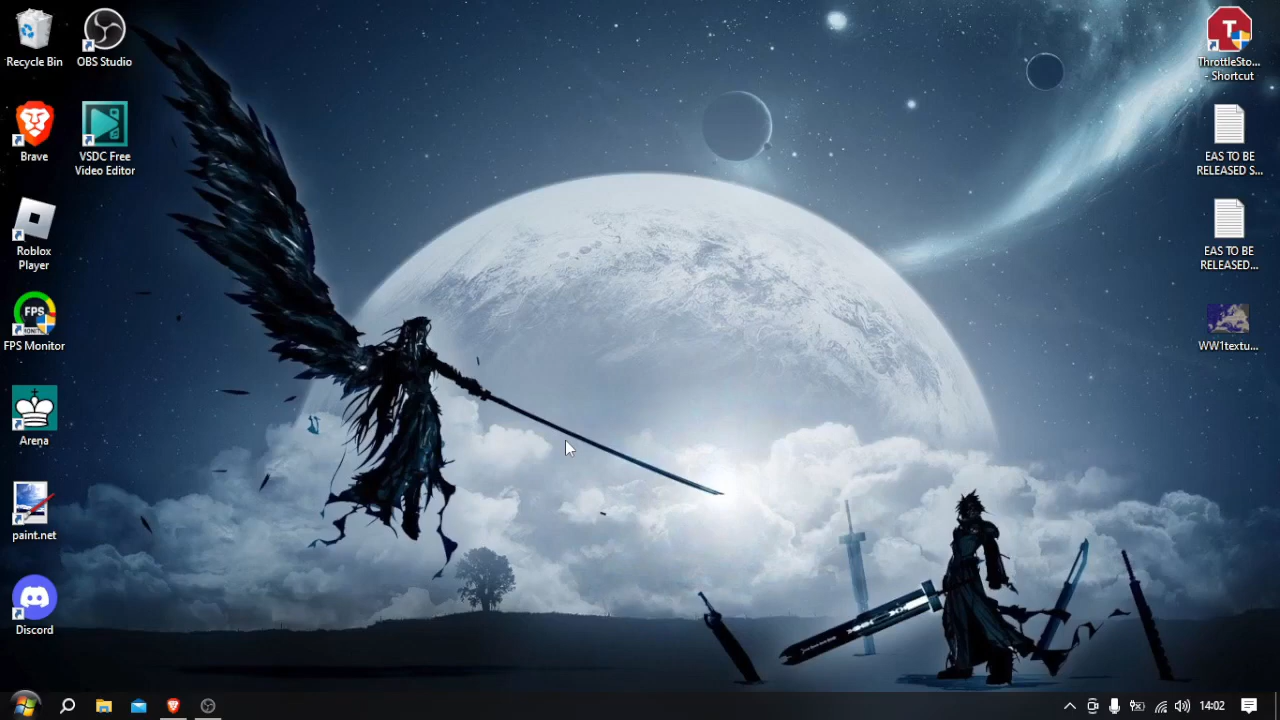 Recycle Bin
OBS Studio
Brave
VSDC Free
Video Editor
Roblox
Player
FPS
FPS Monitor
Arena
paint.net
Discord
T
ThrottleSto...
- Shortcut
EAS TO BE
RELEASED S...
EAS TO BE
RELEASED...
WW1textu...
14:02